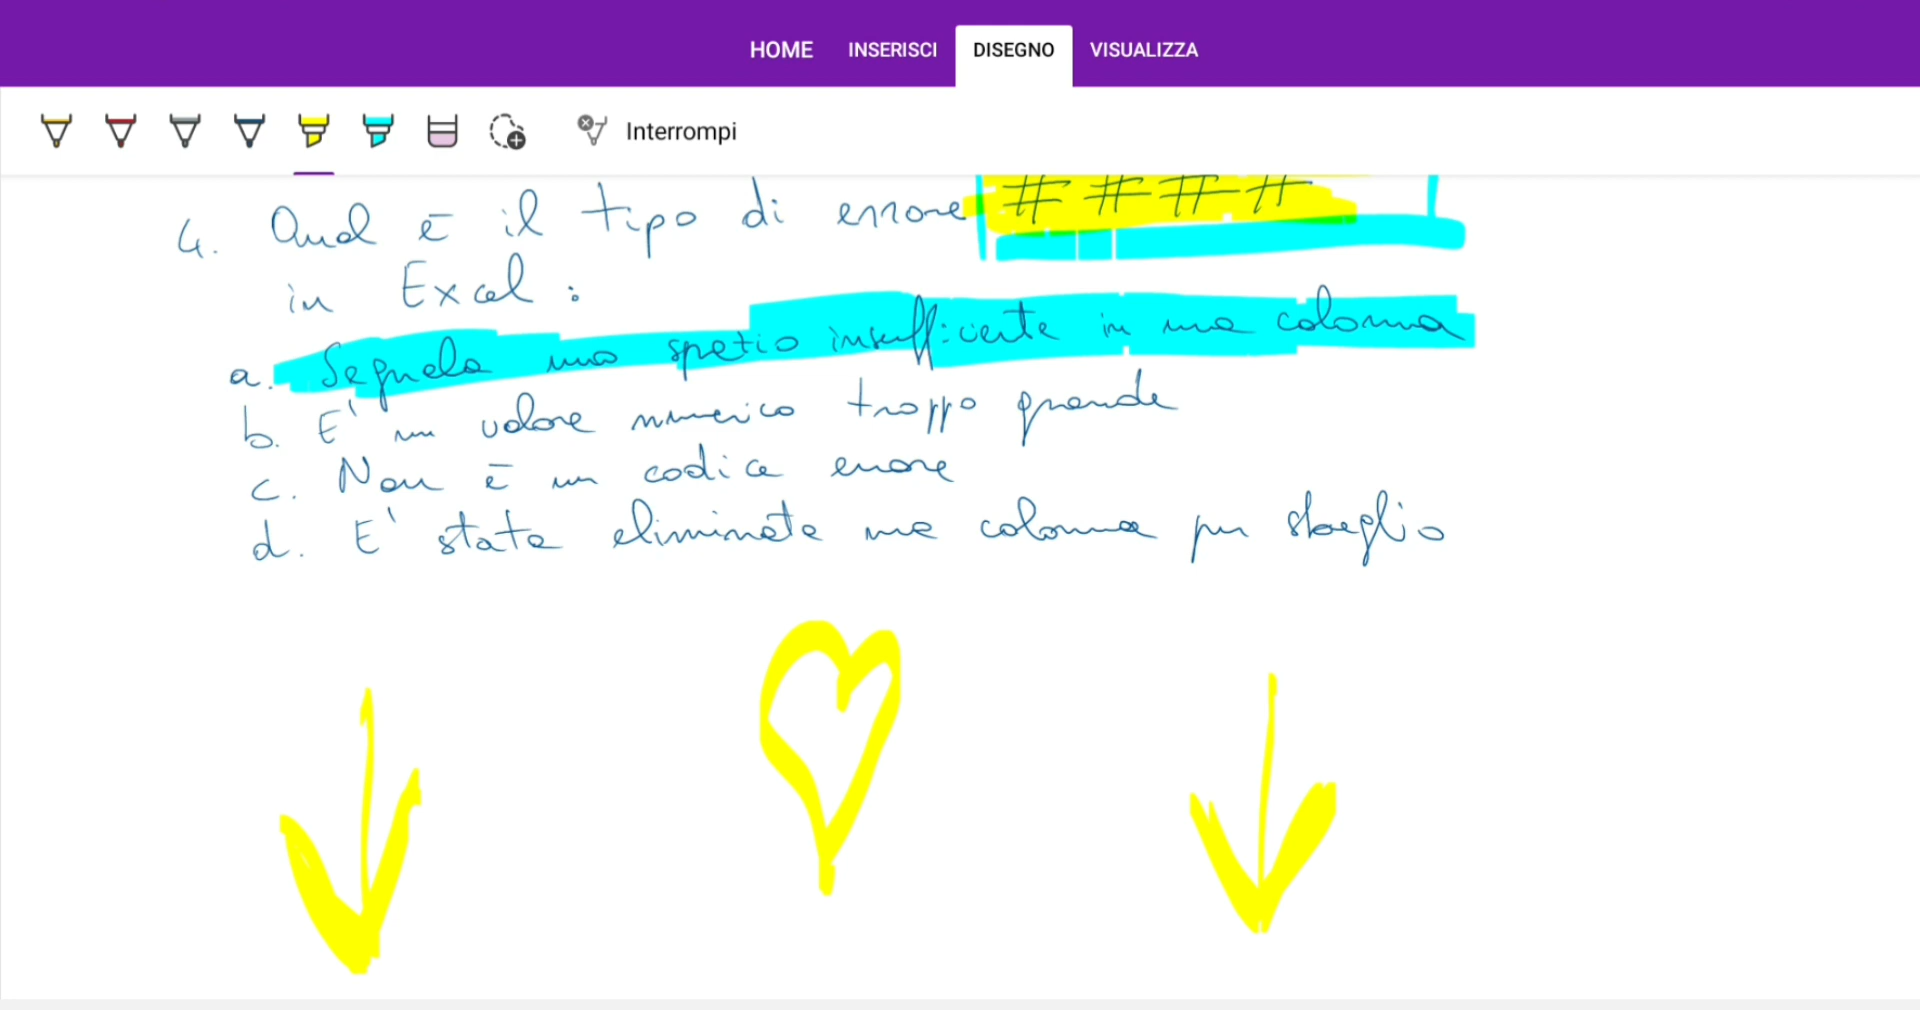 HOME INSERISCI DISEGNO VISUALIZZA
Interrompi
4. Qual è il tipo di errore ####
in Excel:
a. Segnala uno spazio insufficiente in una colonna
b. E' un valore numerico troppo grande
c. Non è un codice errore
d. E' stata eliminata una colonna per sbaglio